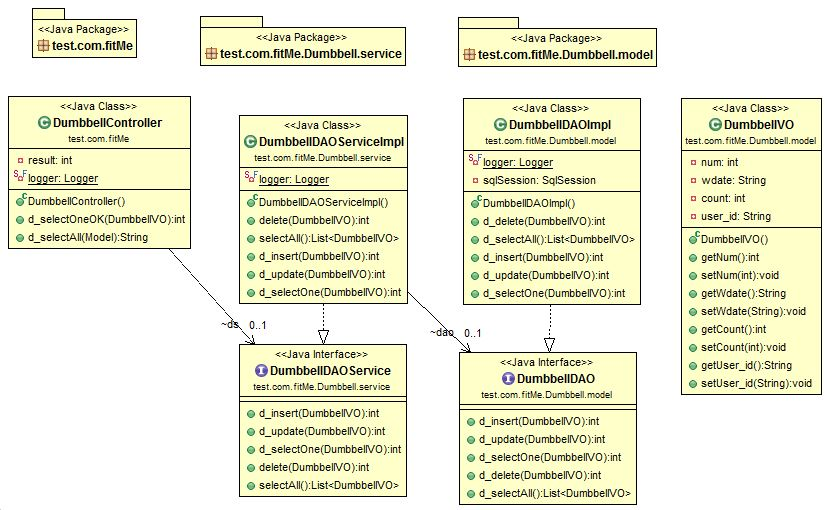 <<Java Package>>
test.com.fitMe
<<Java Package>>
test.com.fitMe.Dumbbell.service
<<Java Package>>
test.com.fitMe.Dumbbell.model
<<Java Class>>
DumbbellController
test.com.fitMe
result: int
logger: Logger
DumbbellController()
d_selectOneOK(DumbbellVO):int
d_selectAll(Model):String
<<Java Class>>
DumbbellDAOServiceImpl
test.com.fitMe.Dumbbell.service
logger: Logger
DumbbellDAOServiceImpl()
delete(DumbbellVO):int
selectAll():List<DumbbellVO>
d_insert(DumbbellVO):int
d_update(DumbbellVO):int
d_selectOne(DumbbellVO):int
<<Java Class>>
DumbbellDAOImpl
test.com.fitMe.Dumbbell.model
logger: Logger
sqlSession: SqlSession
DumbbellDAOImpl()
d_delete(DumbbellVO):int
d_selectAll():List<DumbbellVO>
d_insert(DumbbellVO):int
d_update(DumbbellVO):int
d_selectOne(DumbbellVO):int
<<Java Class>>
DumbbellVO
test.com.fitMe.Dumbbell.model
num: int
wdate: String
count: int
user_id: String
DumbbellVO()
getNum():int
setNum(int):void
getWdate():String
setWdate(String):void
getCount():int
setCount(int):void
getUser_id():String
setUser_id(String):void
~ds 0..1
~dao 0..1
<<Java Interface>>
DumbbellDAOService
test.com.fitMe.Dumbbell.service
d_insert(DumbbellVO):int
d_update(DumbbellVO):int
d_selectOne(DumbbellVO):int
delete(DumbbellVO):int
selectAll():List<DumbbellVO>
<<Java Interface>>
DumbbellDAO
test.com.fitMe.Dumbbell.model
d_insert(DumbbellVO):int
d_update(DumbbellVO):int
d_selectOne(DumbbellVO):int
d_delete(DumbbellVO):int
d_selectAll():List<DumbbellVO>